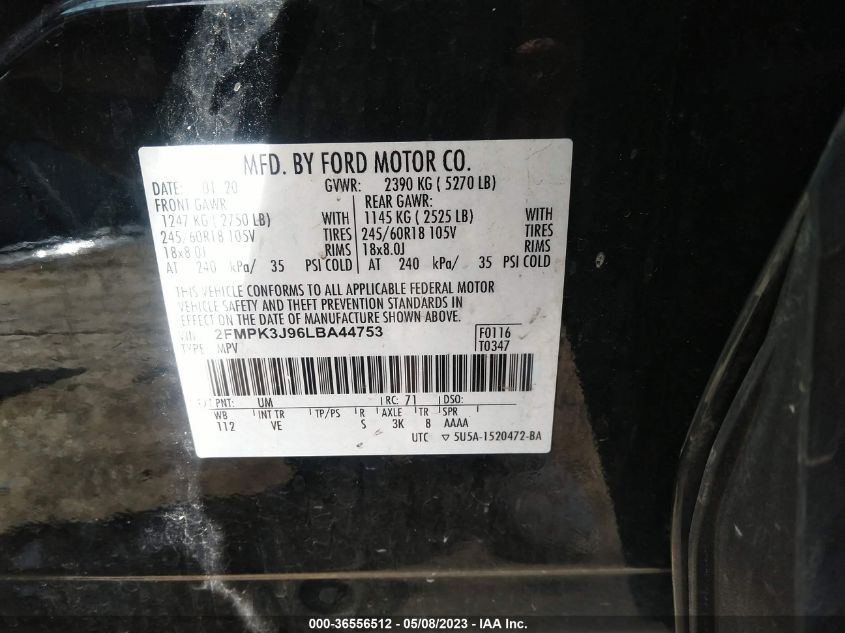 MFD. BY FORD MOTOR CO.
DATE: 01 20 GVWR: 2390 KG ( 5270 LB)
FRONT GAWR: REAR GAWR:
1247 KG ( 2750 LB) WITH 1145 KG ( 2525 LB) WITH
245/60R18 105V TIRES 245/60R18 105V TIRES
18x8.0J RIMS 18x8.0J RIMS
AT 240 kPa/ 35 PSI COLD AT 240 kPa/ 35 PSI COLD
THIS VEHICLE CONFORMS TO ALL APPLICABLE FEDERAL MOTOR
VEHICLE SAFETY AND THEFT PREVENTION STANDARDS IN
EFFECT ON THE DATE OF MANUFACTURE SHOWN ABOVE.
VIN: 2FMPK3J96LBA44753 F0116
TYPE: MPV T0347
EXT PNT: UM RC: 71 DSO:
WB INT TR TP/PS R AXLE TR SPR
112 VE S 3K 8 AAAA
UTC ▽ 5U5A-1520472-BA
000-36556512 - 05/08/2023 - IAA Inc.